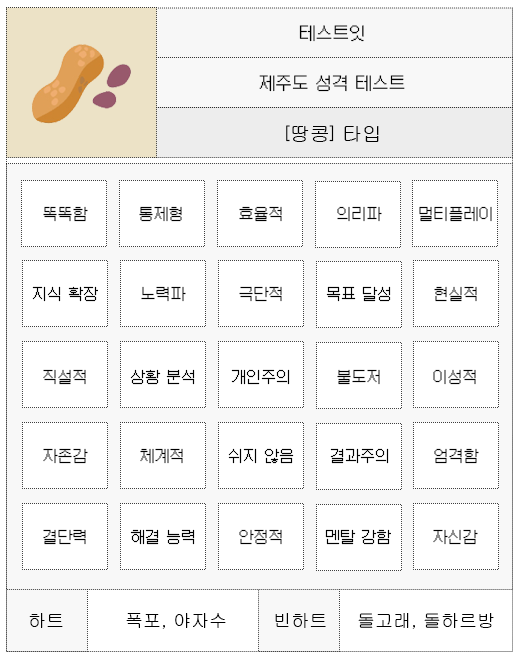 테스트잇
제주도 성격 테스트
[땅콩] 타입
똑똑함 통제형 효율적 의리파 멀티플레이
지식 확장 노력파 극단적 목표 달성 현실적
직설적 상황 분석 개인주의 불도저 이성적
자존감 체계적 쉬지 않음 결과주의 엄격함
결단력 해결 능력 안정적 멘탈 강함 자신감
하트 폭포, 야자수 빈하트 돌고래, 돌하르방